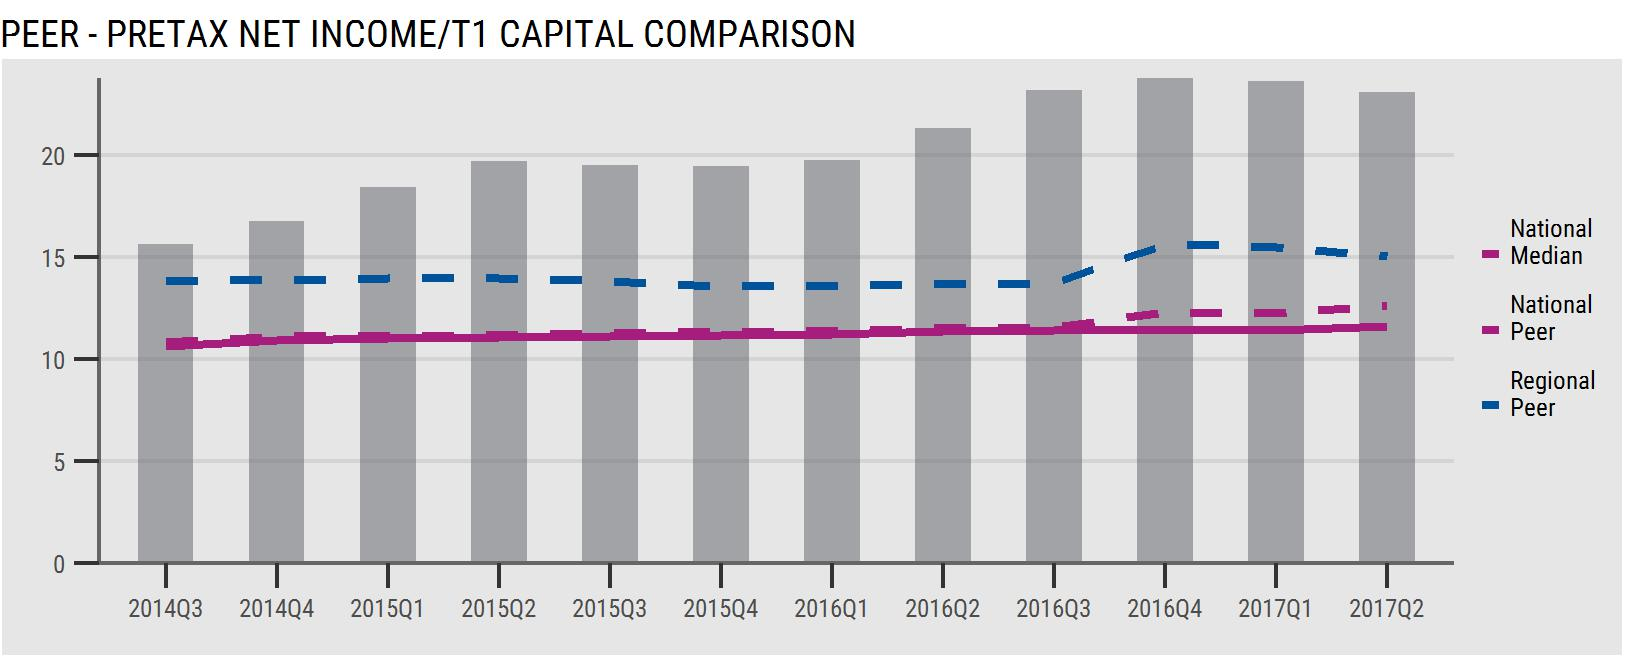 PEER - PRETAX NET INCOME/T1 CAPITAL COMPARISON
20
15
10
5
0
2014Q3 2014Q4 2015Q1 2015Q2 2015Q3 2015Q4 2016Q1 2016Q2 2016Q3 2016Q4 2017Q1 2017Q2
National
Median
National
Peer
Regional
Peer